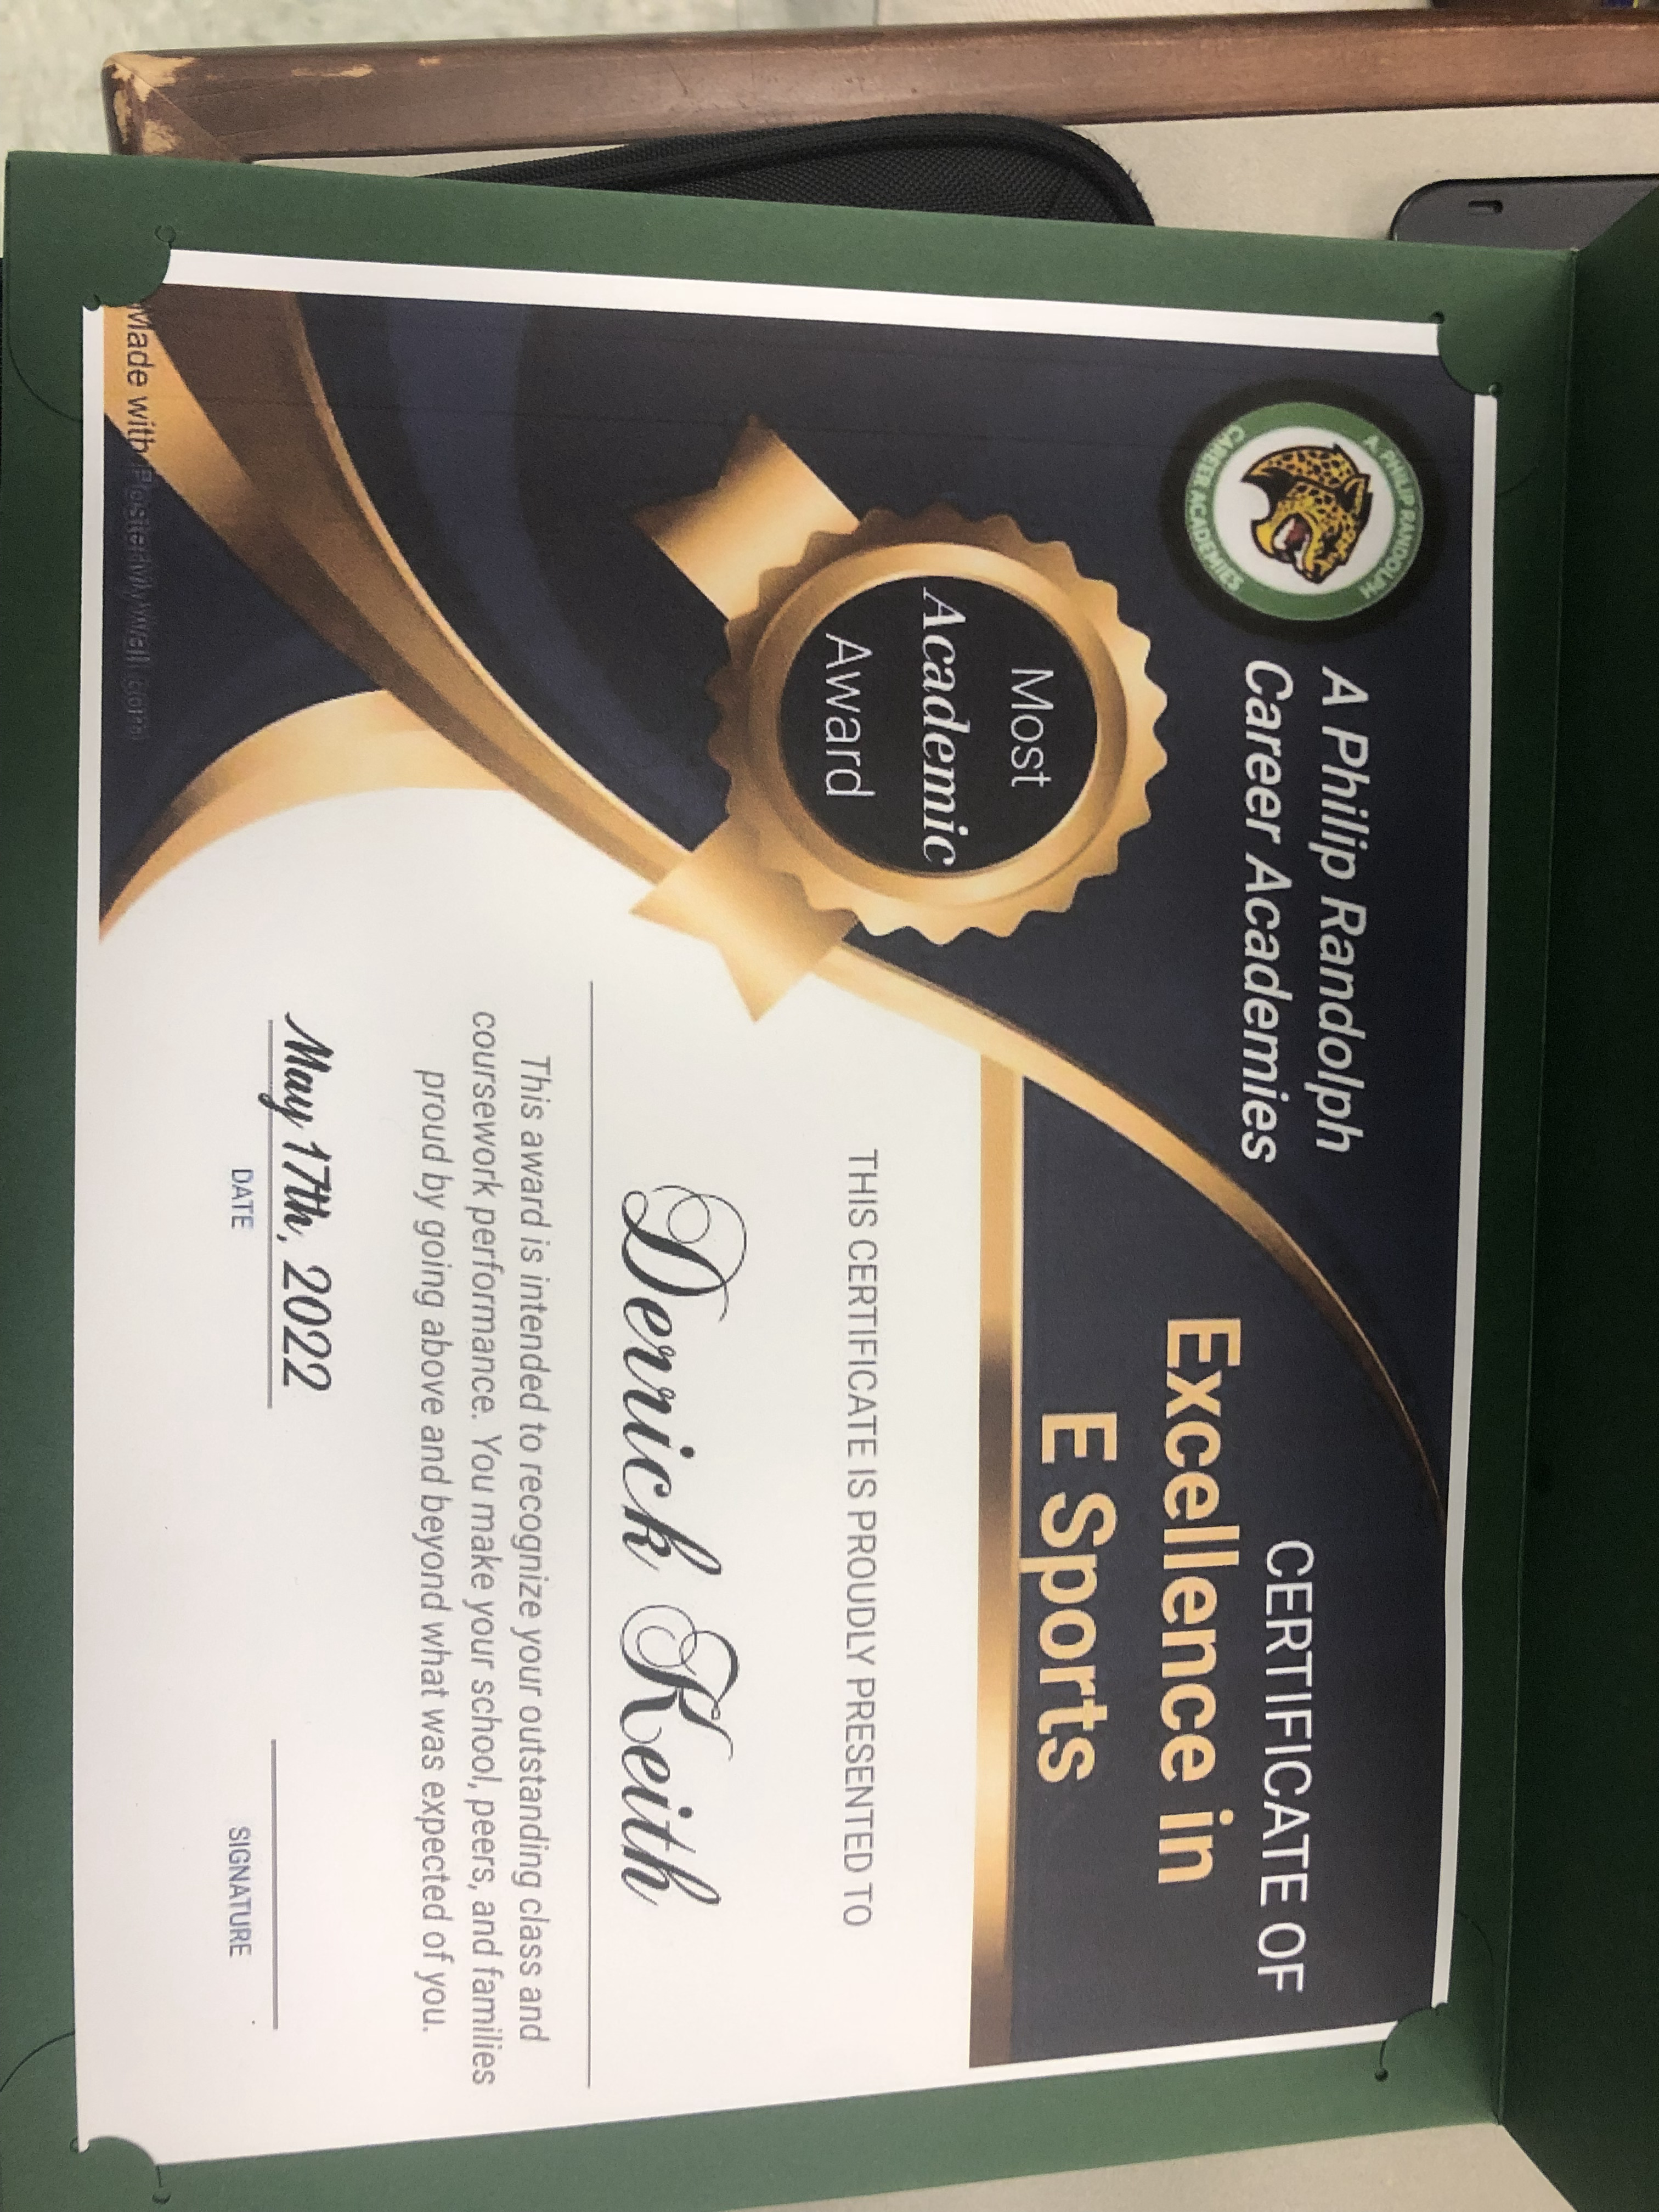 A. PHILIP RANDOLPH
CAREER ACADEMIES
A Philip Randolph
Career Academies
CERTIFICATE OF
Excellence in
E Sports
Most
Academic
Award
THIS CERTIFICATE IS PROUDLY PRESENTED TO
Derrick Keith
This award is intended to recognize your outstanding class and
coursework performance. You make your school, peers, and families
proud by going above and beyond what was expected of you.
May 17th, 2022
DATE
SIGNATURE
Made with PosterMyWall.com